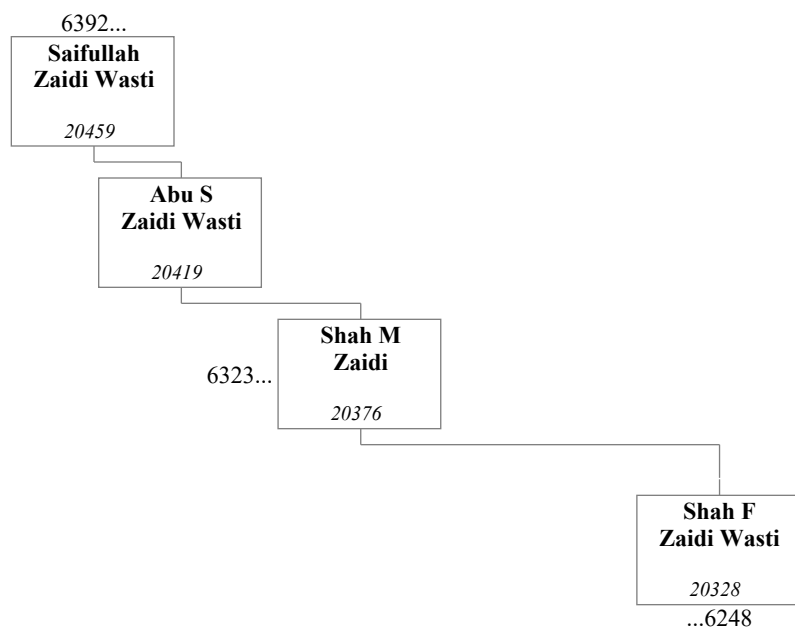 6392...
Saifullah
Zaidi Wasti
20459
Abu S
Zaidi Wasti
20419
Shah M
Zaidi
6323...
20376
Shah F
Zaidi Wasti
20328
...6248